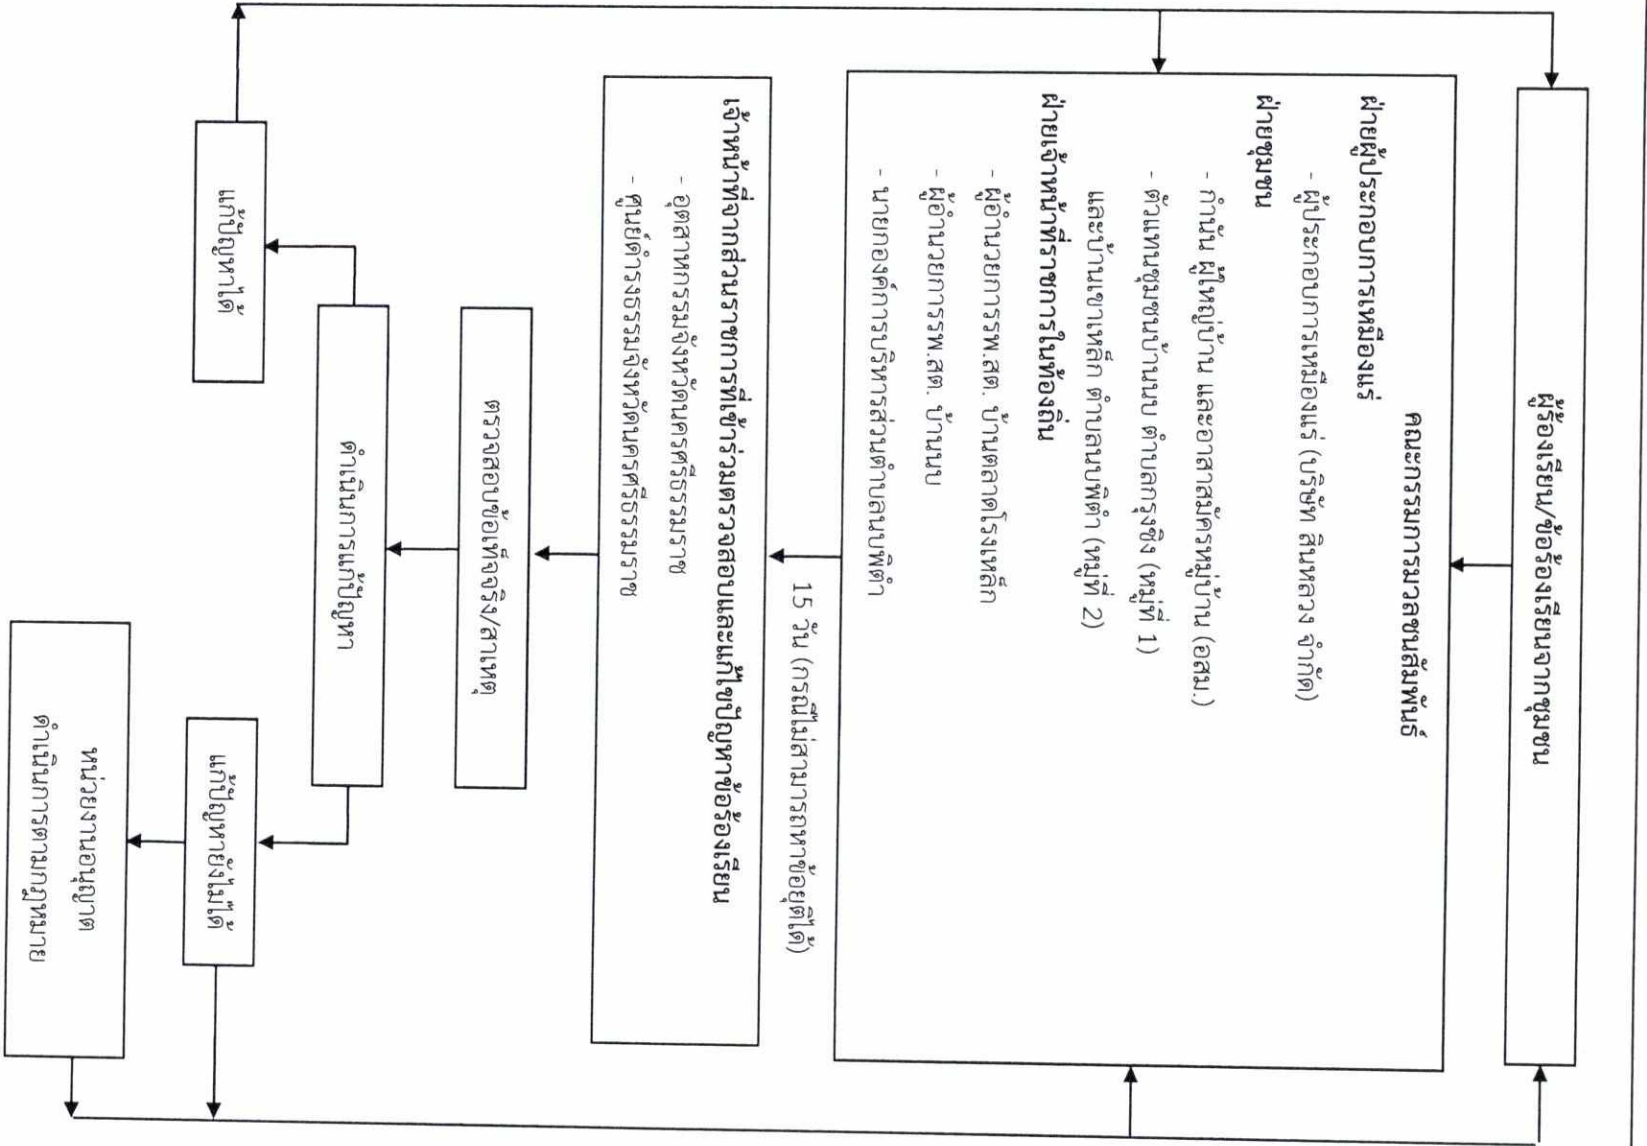 ผู้ร้องเรียน/ข้อร้องเรียนจากชุมชน
คณะกรรมการมวลชนสัมพันธ์
ฝ่ายผู้ประกอบการเหมืองแร่
- ผู้ประกอบการเหมืองแร่ (บริษัท สินหลวง จำกัด)
ฝ่ายชุมชน
- กำนัน ผู้ใหญ่บ้าน และอาสาสมัครหมู่บ้าน (อสม.)
- ตัวแทนชุมชนบ้านนบ ตำบลกรุงชิง (หมู่ที่ 1)
และบ้านเขาเหล็ก ตำบลนบพิตำ (หมู่ที่ 2)
ฝ่ายเจ้าหน้าที่ราชการในท้องถิ่น
- ผู้อำนวยการรพ.สต. บ้านตลาดโรงเหล็ก
- ผู้อำนวยการรพ.สต. บ้านนบ
- นายกองค์การบริหารส่วนตำบลนบพิตำ
15 วัน (กรณีไม่สามารถหาข้อยุติได้)
เจ้าหน้าที่จากส่วนราชการที่เข้าร่วมตรวจสอบและแก้ไขปัญหาข้อร้องเรียน
- อุตสาหกรรมจังหวัดนครศรีธรรมราช
- ศูนย์ดำรงธรรมจังหวัดนครศรีธรรมราช
ตรวจสอบข้อเท็จจริง/สาเหตุ
ดำเนินการแก้ปัญหา
แก้ปัญหาได้
แก้ปัญหายังไม่ได้
หน่วยงานอนุญาต
ดำเนินการตามกฎหมาย